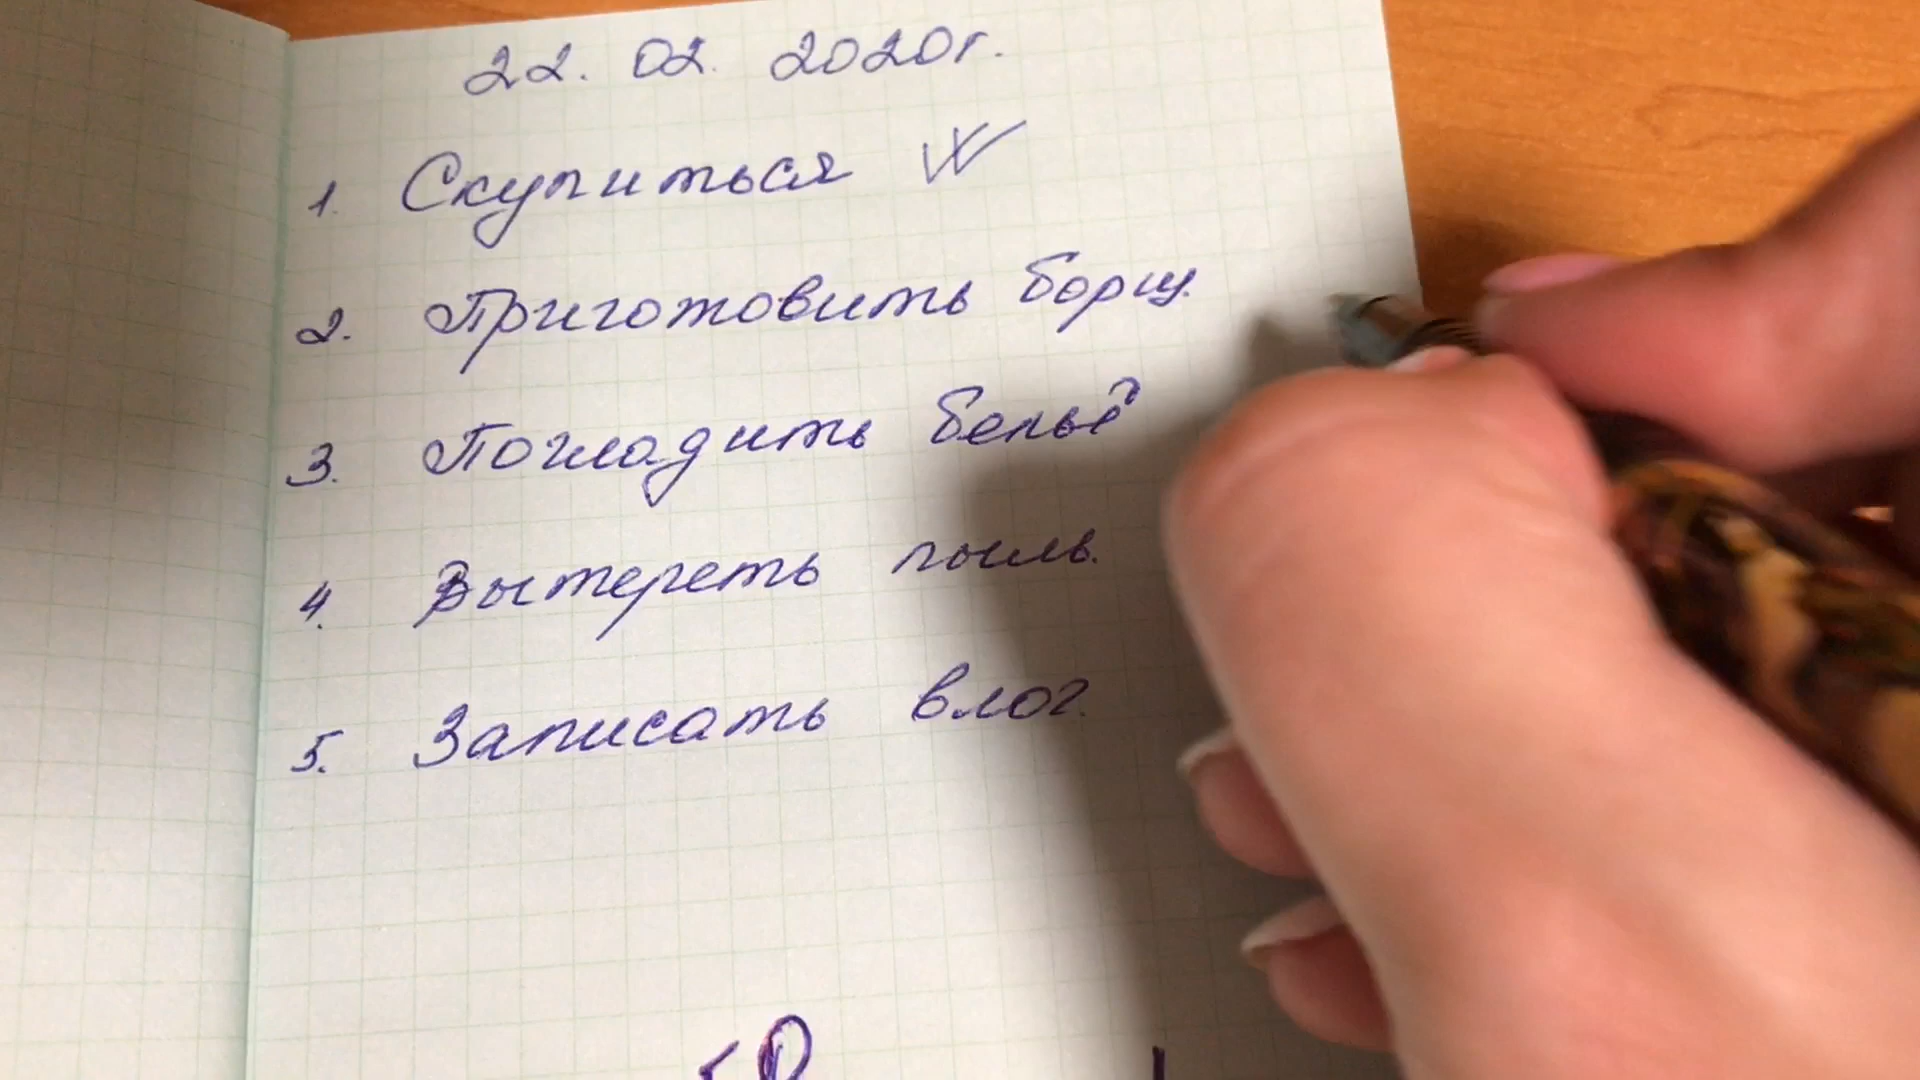 22. 02. 2020г.
1. Скупиться
2. Приготовить борщ.
3. Погладить бельё
4. Вытереть пыль.
5. Записать влог.